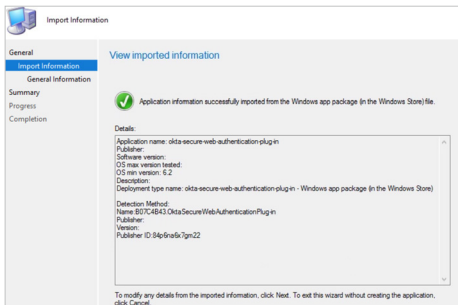 Import Information
General
Import Information
General Information
Summary
Progress
Completion
View imported information
Application information successfully imported from the Windows app package (in the Windows Store) file.
Details:
Application name: okta-secure-web-authentication-plug-in
Publisher:
Software version:
OS max version tested:
OS min version: 6.2
Description:
Deployment type name: okta-secure-web-authentication-plug-in - Windows app package (in the Windows Store)
Detection Method:
Name:B07C4B43.OktaSecureWebAuthenticationPlug-in
Publisher:
Version:
Publisher ID:84p6na6x7gm22
To modify any details from the imported information, click Next. To exit this wizard without creating the application,
click Cancel.